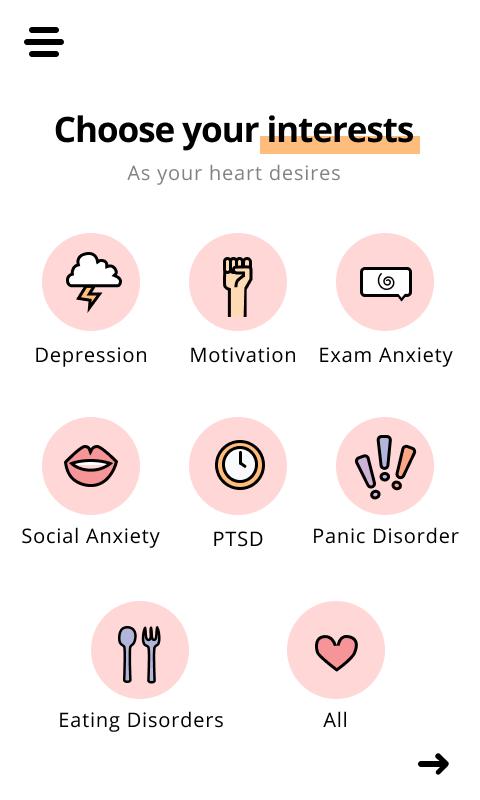 Choose your interests
As your heart desires
Depression
Motivation
Exam Anxiety
Social Anxiety
PTSD
Panic Disorder
Eating Disorders
All